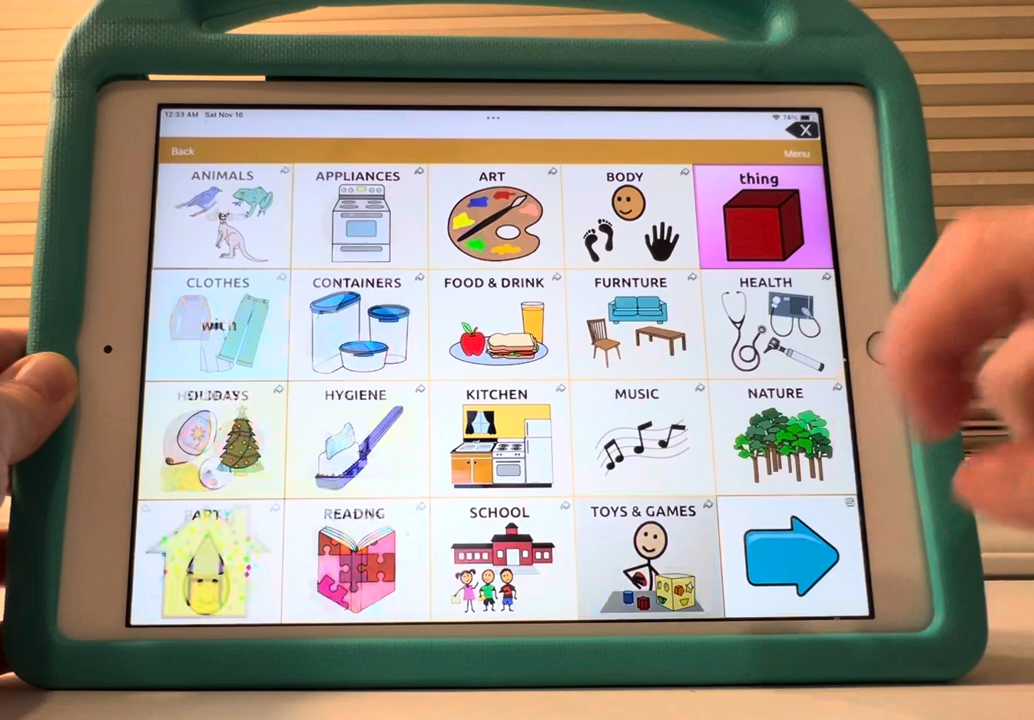 12:33 AM Sat Nov 16
74%
X
Back
Menu
ANIMALS
APPLIANCES
ART
BODY
thing
CLOTHES
CONTAINERS
FOOD & DRINK
FURNTURE
HEALTH
HYGIENE
KITCHEN
MUSIC
NATURE
READNG
SCHOOL
TOYS & GAMES